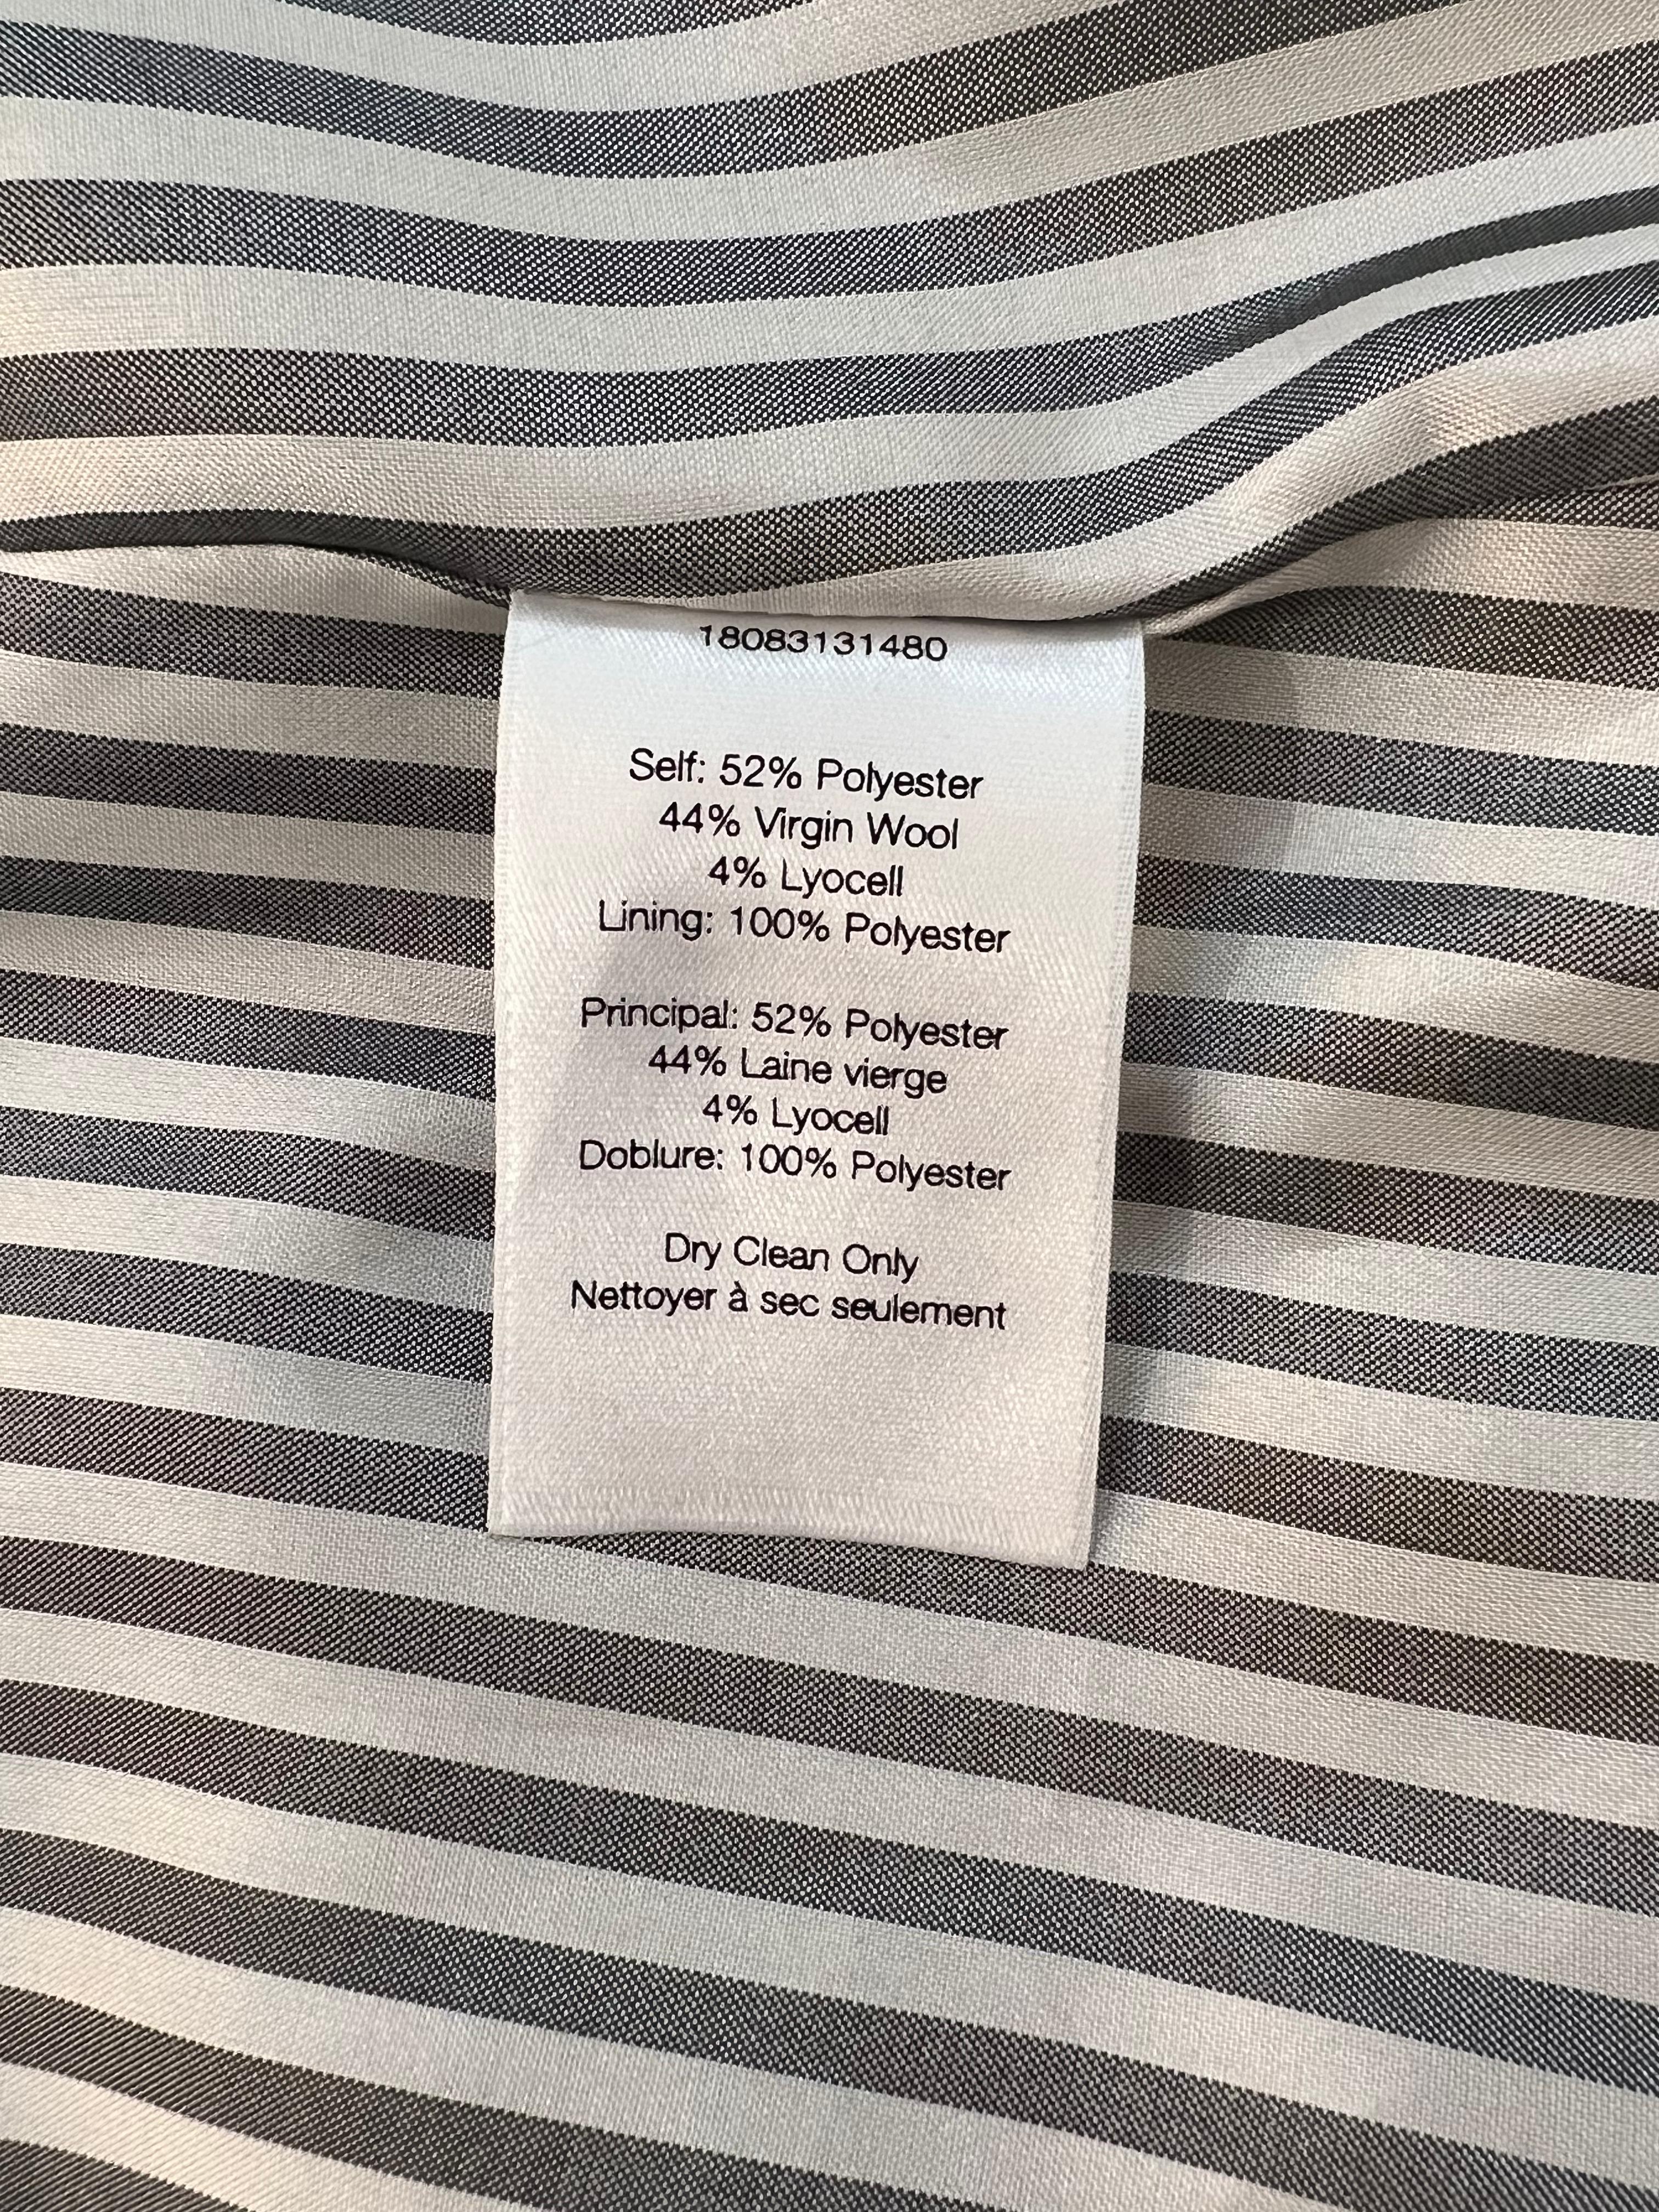 18083131480
Self: 52% Polyester
44% Virgin Wool
4% Lyocell
Lining: 100% Polyester
Principal: 52% Polyester
44% Laine vierge
4% Lyocell
Doblure: 100% Polyester
Dry Clean Only
Nettoyer à sec seulement